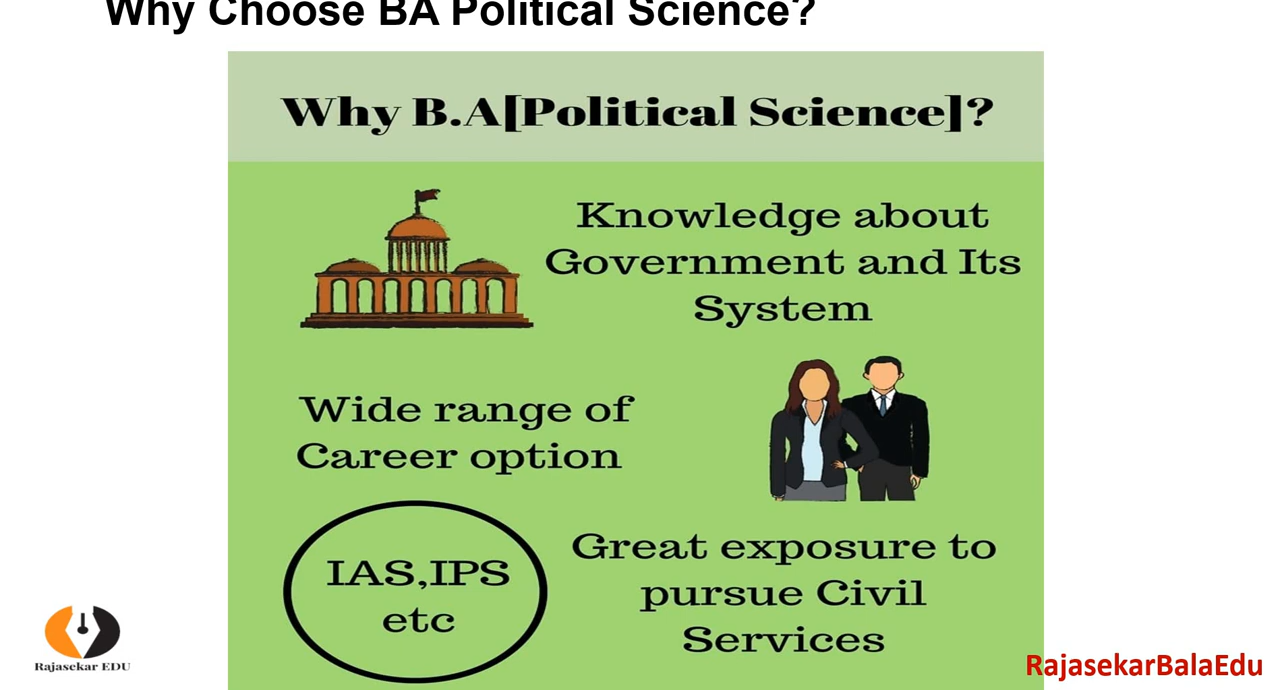 Why Choose BA Political Science?
Why B.A[Political Science]?
Knowledge about
Government and Its
System
Wide range of
Career option
IAS,IPS
etc
Great exposure to
pursue Civil
Services
Rajasekar EDU
RajasekarBalaEdu